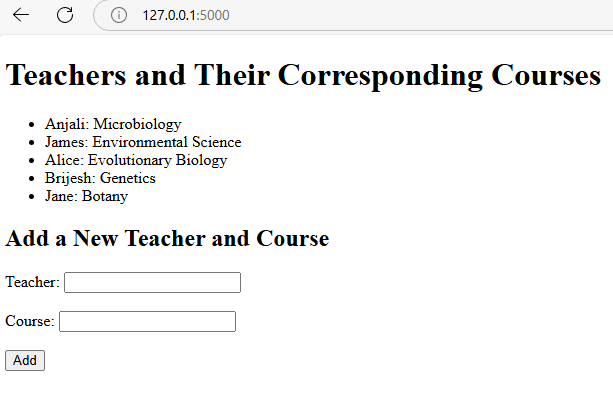 127.0.0.1:5000
Teachers and Their Corresponding Courses
Anjali: Microbiology
James: Environmental Science
Alice: Evolutionary Biology
Brijesh: Genetics
Jane: Botany
Add a New Teacher and Course
Teacher:
Course:
Add